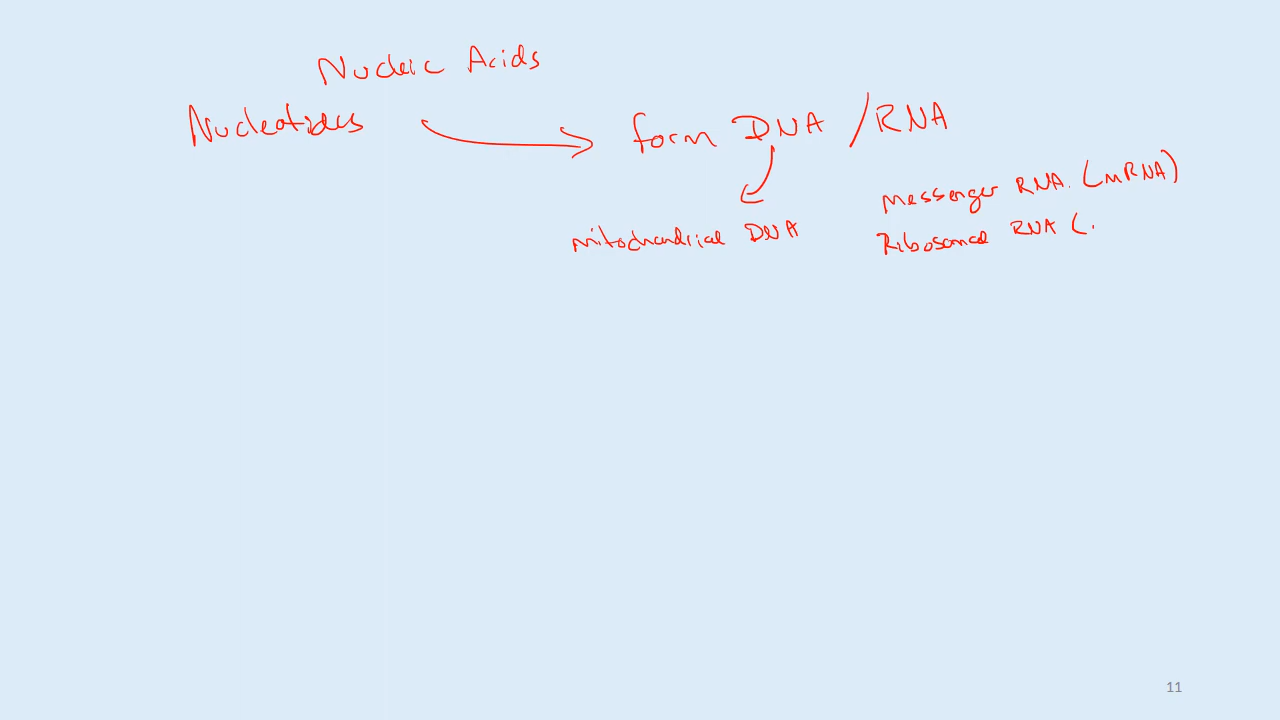 Nucleic Acids
Nucleotides form DNA / RNA
Messenger RNA. (mRNA)
mitochondrial DNA Ribosomal RNA (.
11